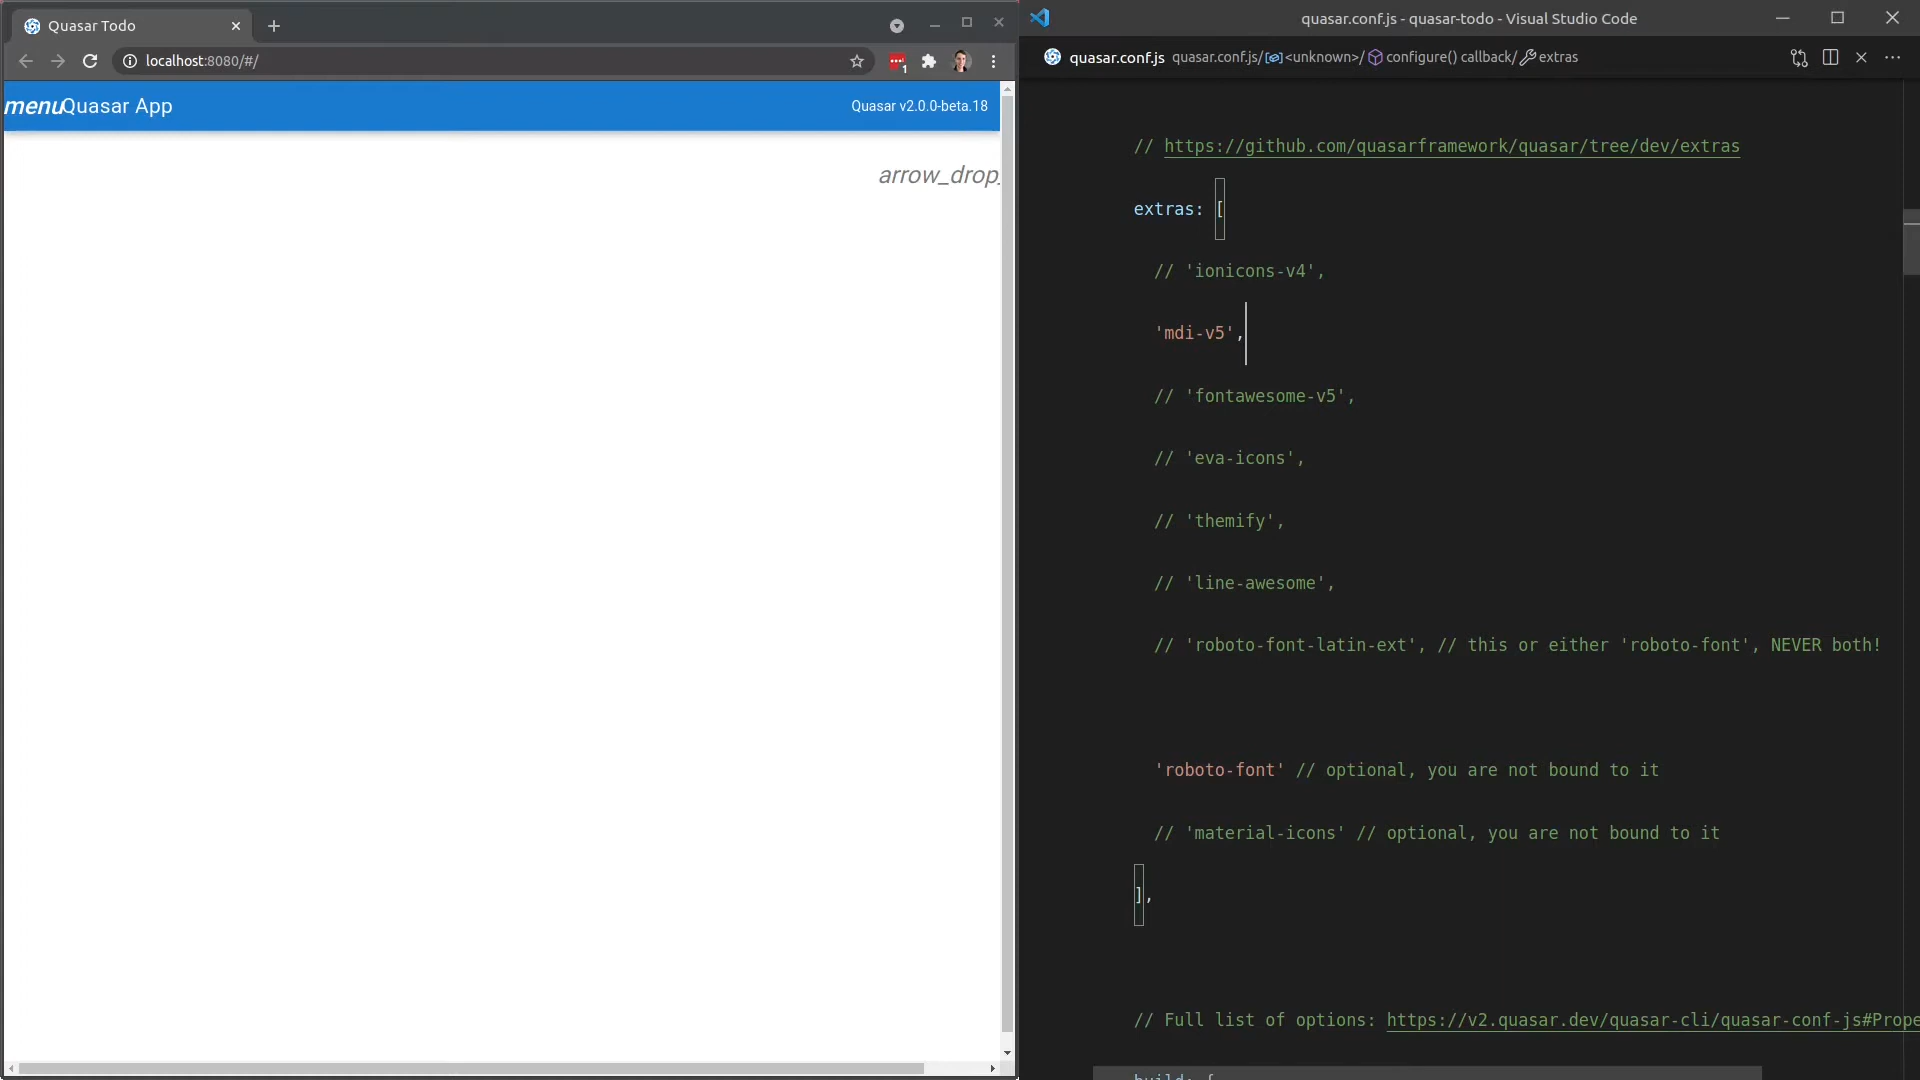 Quasar Todo
localhost:8080/#/
1
menuQuasar App
Quasar v2.0.0-beta.18
arrow_drop_
quasar.conf.js - quasar-todo - Visual Studio Code
quasar.conf.js quasar.conf.js/<unknown>/configure() callback/extras
// https://github.com/quasarframework/quasar/tree/dev/extras
extras: [
// 'ionicons-v4',
'mdi-v5',
// 'fontawesome-v5',
// 'eva-icons',
// 'themify',
// 'line-awesome',
// 'roboto-font-latin-ext', // this or either 'roboto-font', NEVER both!
'roboto-font' // optional, you are not bound to it
// 'material-icons' // optional, you are not bound to it
],
// Full list of options: https://v2.quasar.dev/quasar-cli/quasar-conf-js#Prope
build: {